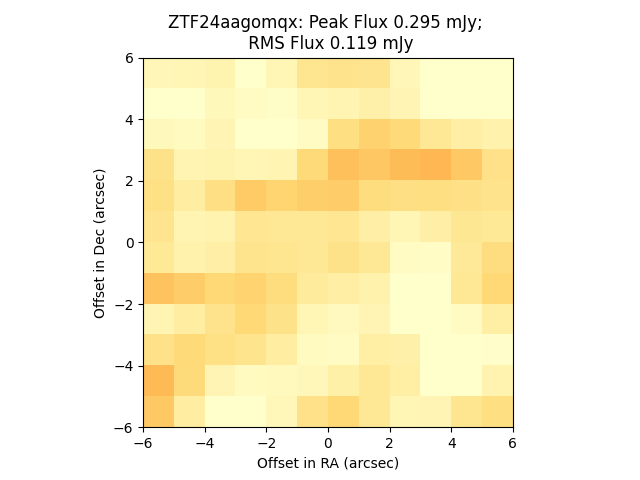 ZTF24aagomqx: Peak Flux 0.295 mJy;
RMS Flux 0.119 mJy
6
4
2
0
−2
−4
−6
Offset in Dec (arcsec)
−6 −4 −2 0 2 4 6
Offset in RA (arcsec)